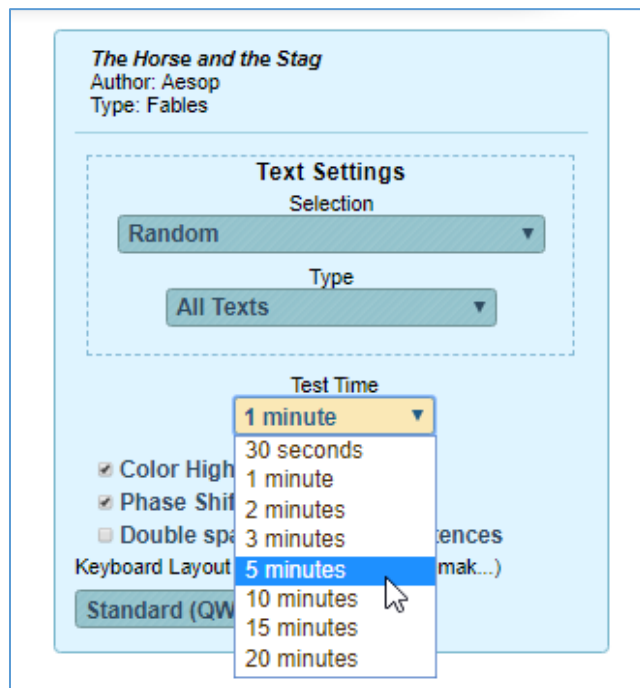 The Horse and the Stag
Author: Aesop
Type: Fables
Text Settings
Selection
Random
Type
All Texts
Test Time
1 minute
30 seconds
Color High
1 minute
Phase Shif
2 minutes
Double spa
3 minutes
tences
Keyboard Layout
5 minutes
mak...)
10 minutes
Standard (QW
15 minutes
20 minutes